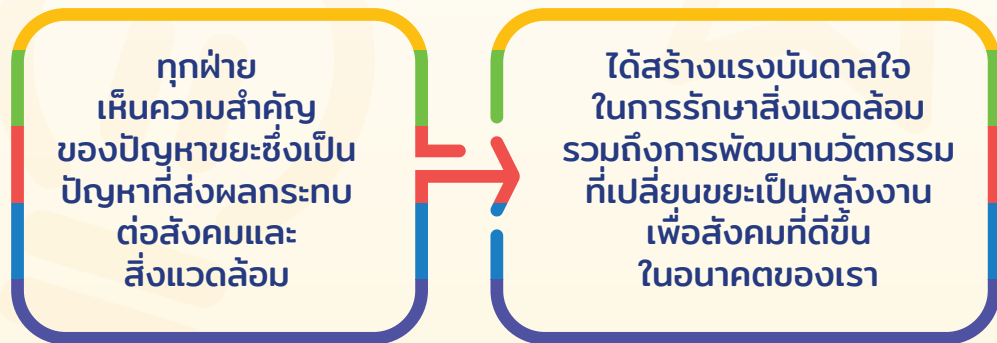 ทุกฝ่าย
เห็นความสำคัญ
ของปัญหาขยะซึ่งเป็น
ปัญหาที่ส่งผลกระทบ
ต่อสังคมและ
สิ่งแวดล้อม
ได้สร้างแรงบันดาลใจ
ในการรักษาสิ่งแวดล้อม
รวมถึงการพัฒนานวัตกรรม
ที่เปลี่ยนขยะเป็นพลังงาน
เพื่อสังคมที่ดีขึ้น
ในอนาคตของเรา